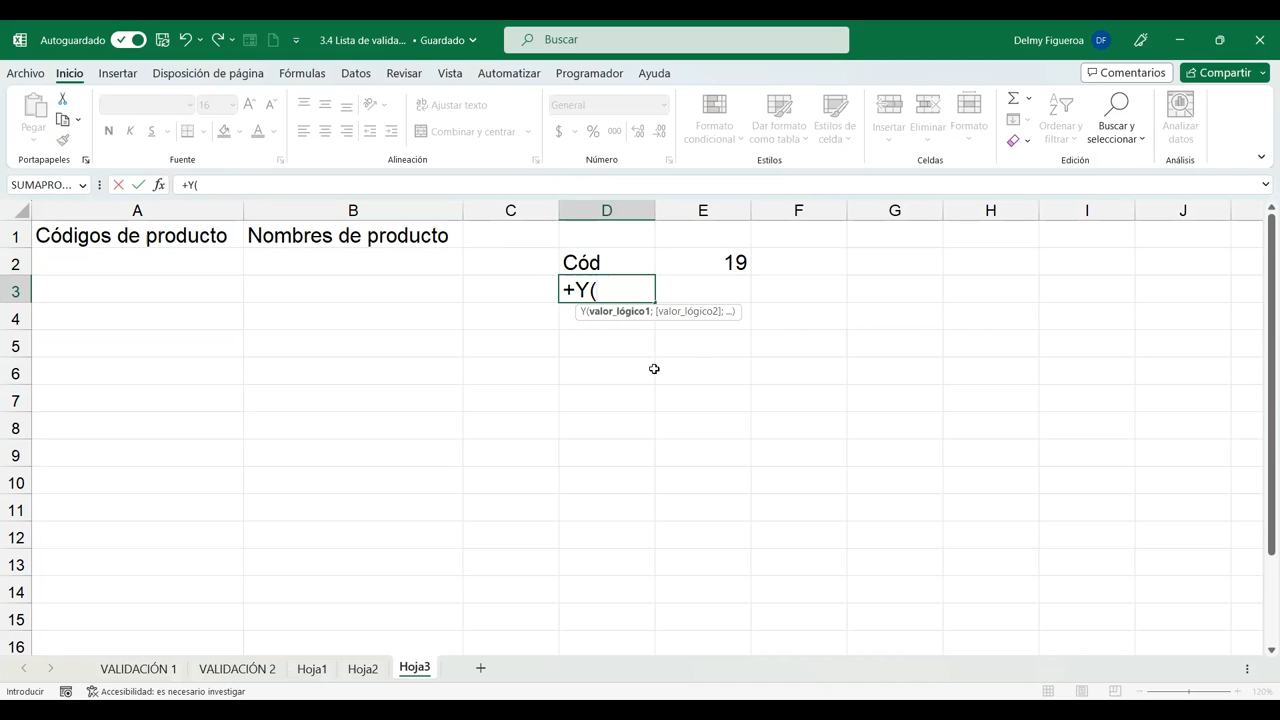 Autoguardado 3.4 Lista de valida... • Guardado Buscar Delmy Figueroa DF
Archivo Inicio Insertar Disposición de página Fórmulas Datos Revisar Vista Automatizar Programador Ayuda Comentarios Compartir
Pegar 16 Ajustar texto General Formato condicional Dar formato como tabla Estilos de celda Insertar Eliminar Formato Ordenar y filtrar Buscar y seleccionar Analizar datos
N K S Combinar y centrar $ % 000
Portapapeles Fuente Alineación Número Estilos Celdas Edición Análisis
SUMAPRO... fx +Y(
A B C D E F G H I J
1 Códigos de producto Nombres de producto
2 Cód 19
3 +Y(
4 Y(valor_lógico1; [valor_lógico2]; ...)
5
6
7
8
9
10
11
12
13
14
15
16
VALIDACIÓN 1 VALIDACIÓN 2 Hoja1 Hoja2 Hoja3
Introducir Accesibilidad: es necesario investigar 120%